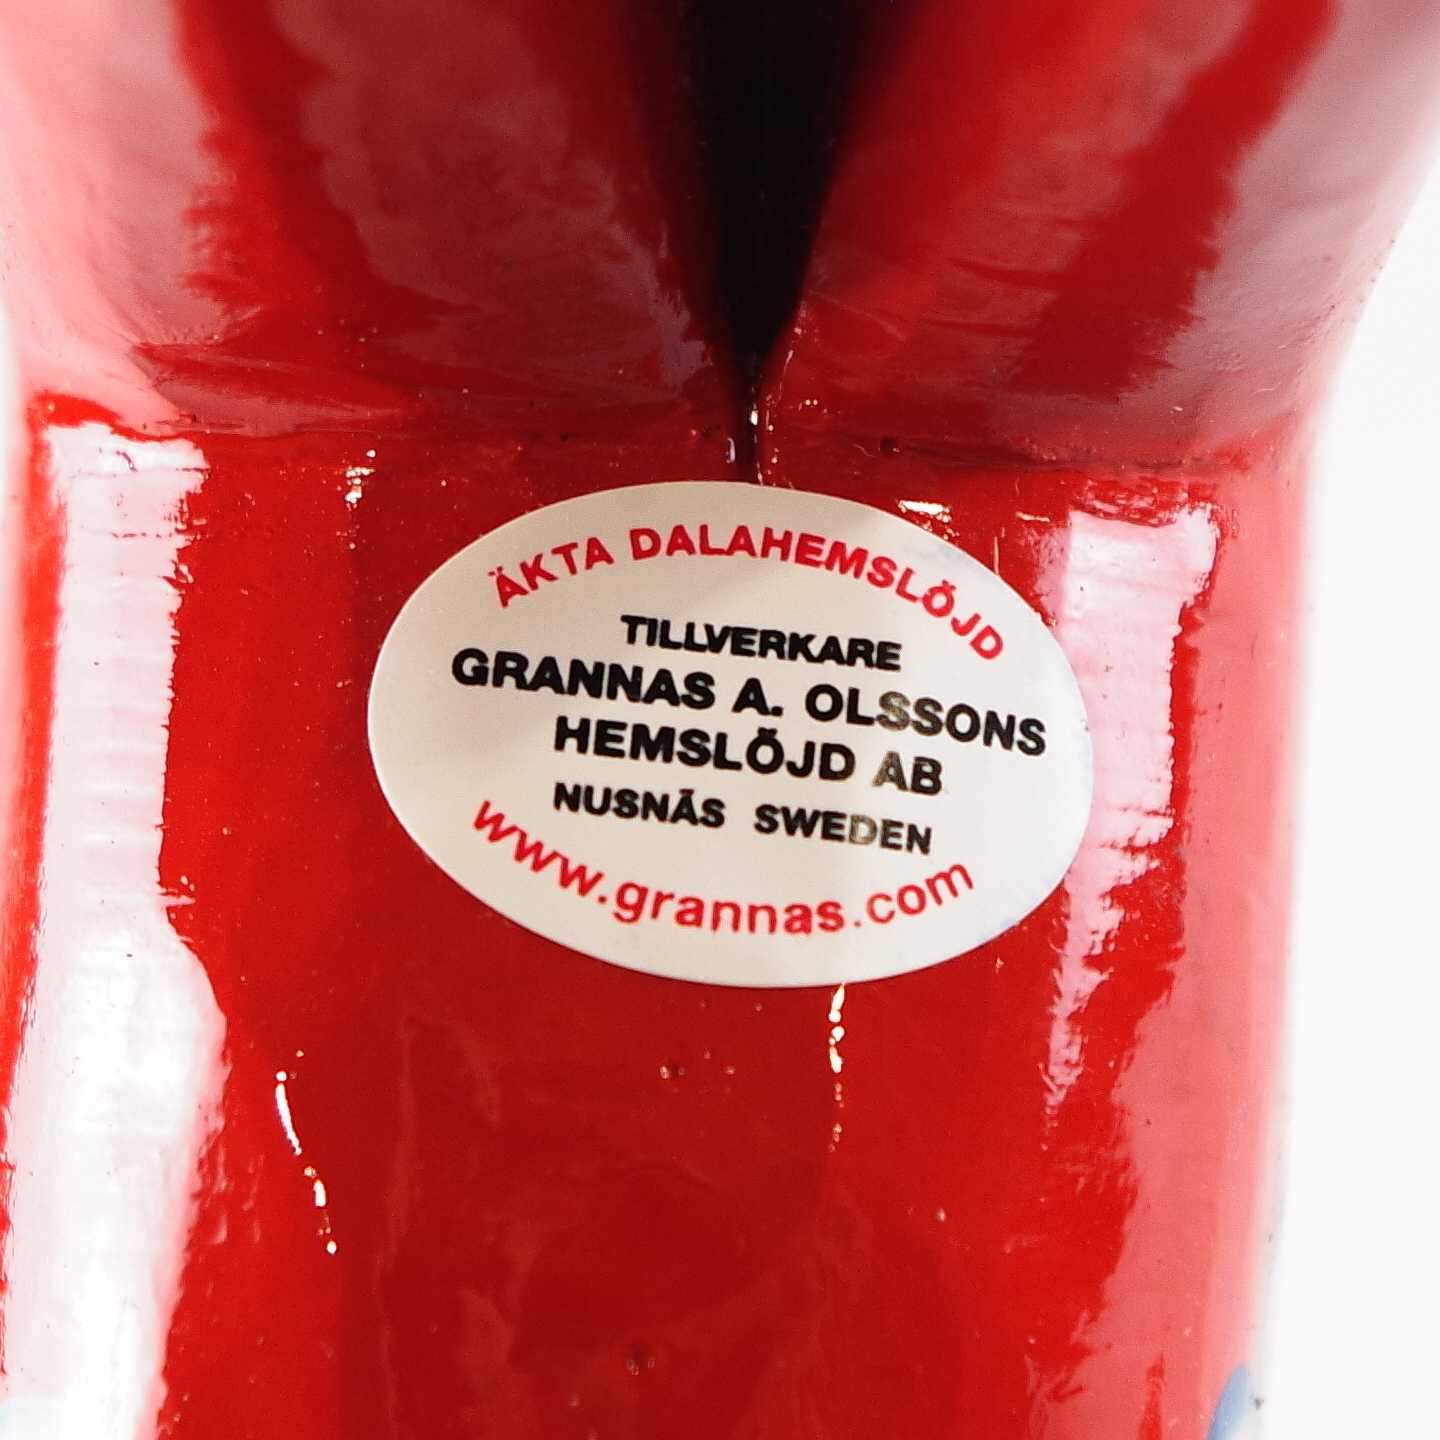 ÄKTA DALAHEMSLÖJD
TILLVERKARE
GRANNAS A. OLSSONS
HEMSLÖJD AB
NUSNÄS SWEDEN
www.grannas.com